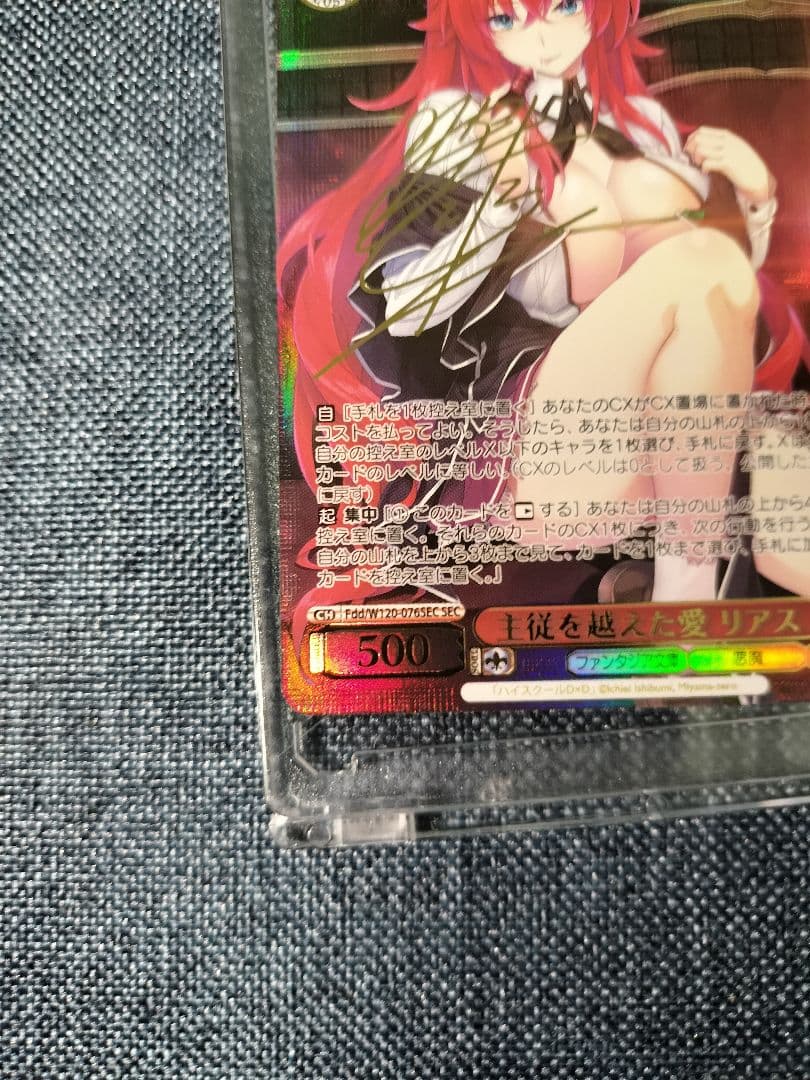 自 [手札を1枚控え室に置く] あなたのCXがCX置場に置かれた時
コストを払ってよい。そうしたら、あなたは自分の山札の上から
自分の控え室のレベルX以下のキャラを1枚選び、手札に戻す。Xは
カードのレベルに等しい。(CXのレベルは0として扱う。公開した
に戻す)
起 集中 [① このカードを する] あなたは自分の山札の上から
控え室に置く。それらのカードのCX1枚につき、次の行動を行う
自分の山札を上から3枚まで見て、カードを1枚まで選び、手札に加
カードを控え室に置く。』
CH Fdd/W120-076SEC SEC
主従を越えた愛 リアス
500
ファンタジア文庫 悪魔
「ハイスクールD×D」 ©Ichiei Ishibumi, Miyama-zero